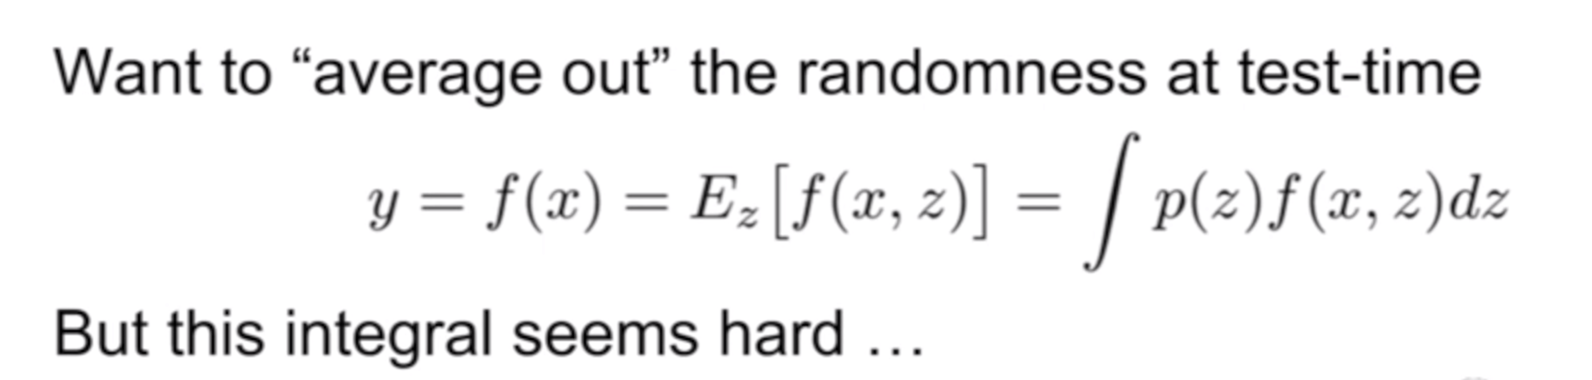 Want to “average out” the randomness at test-time
y = f(x) = E_z[f(x, z)] = ∫ p(z)f(x, z)dz
But this integral seems hard …